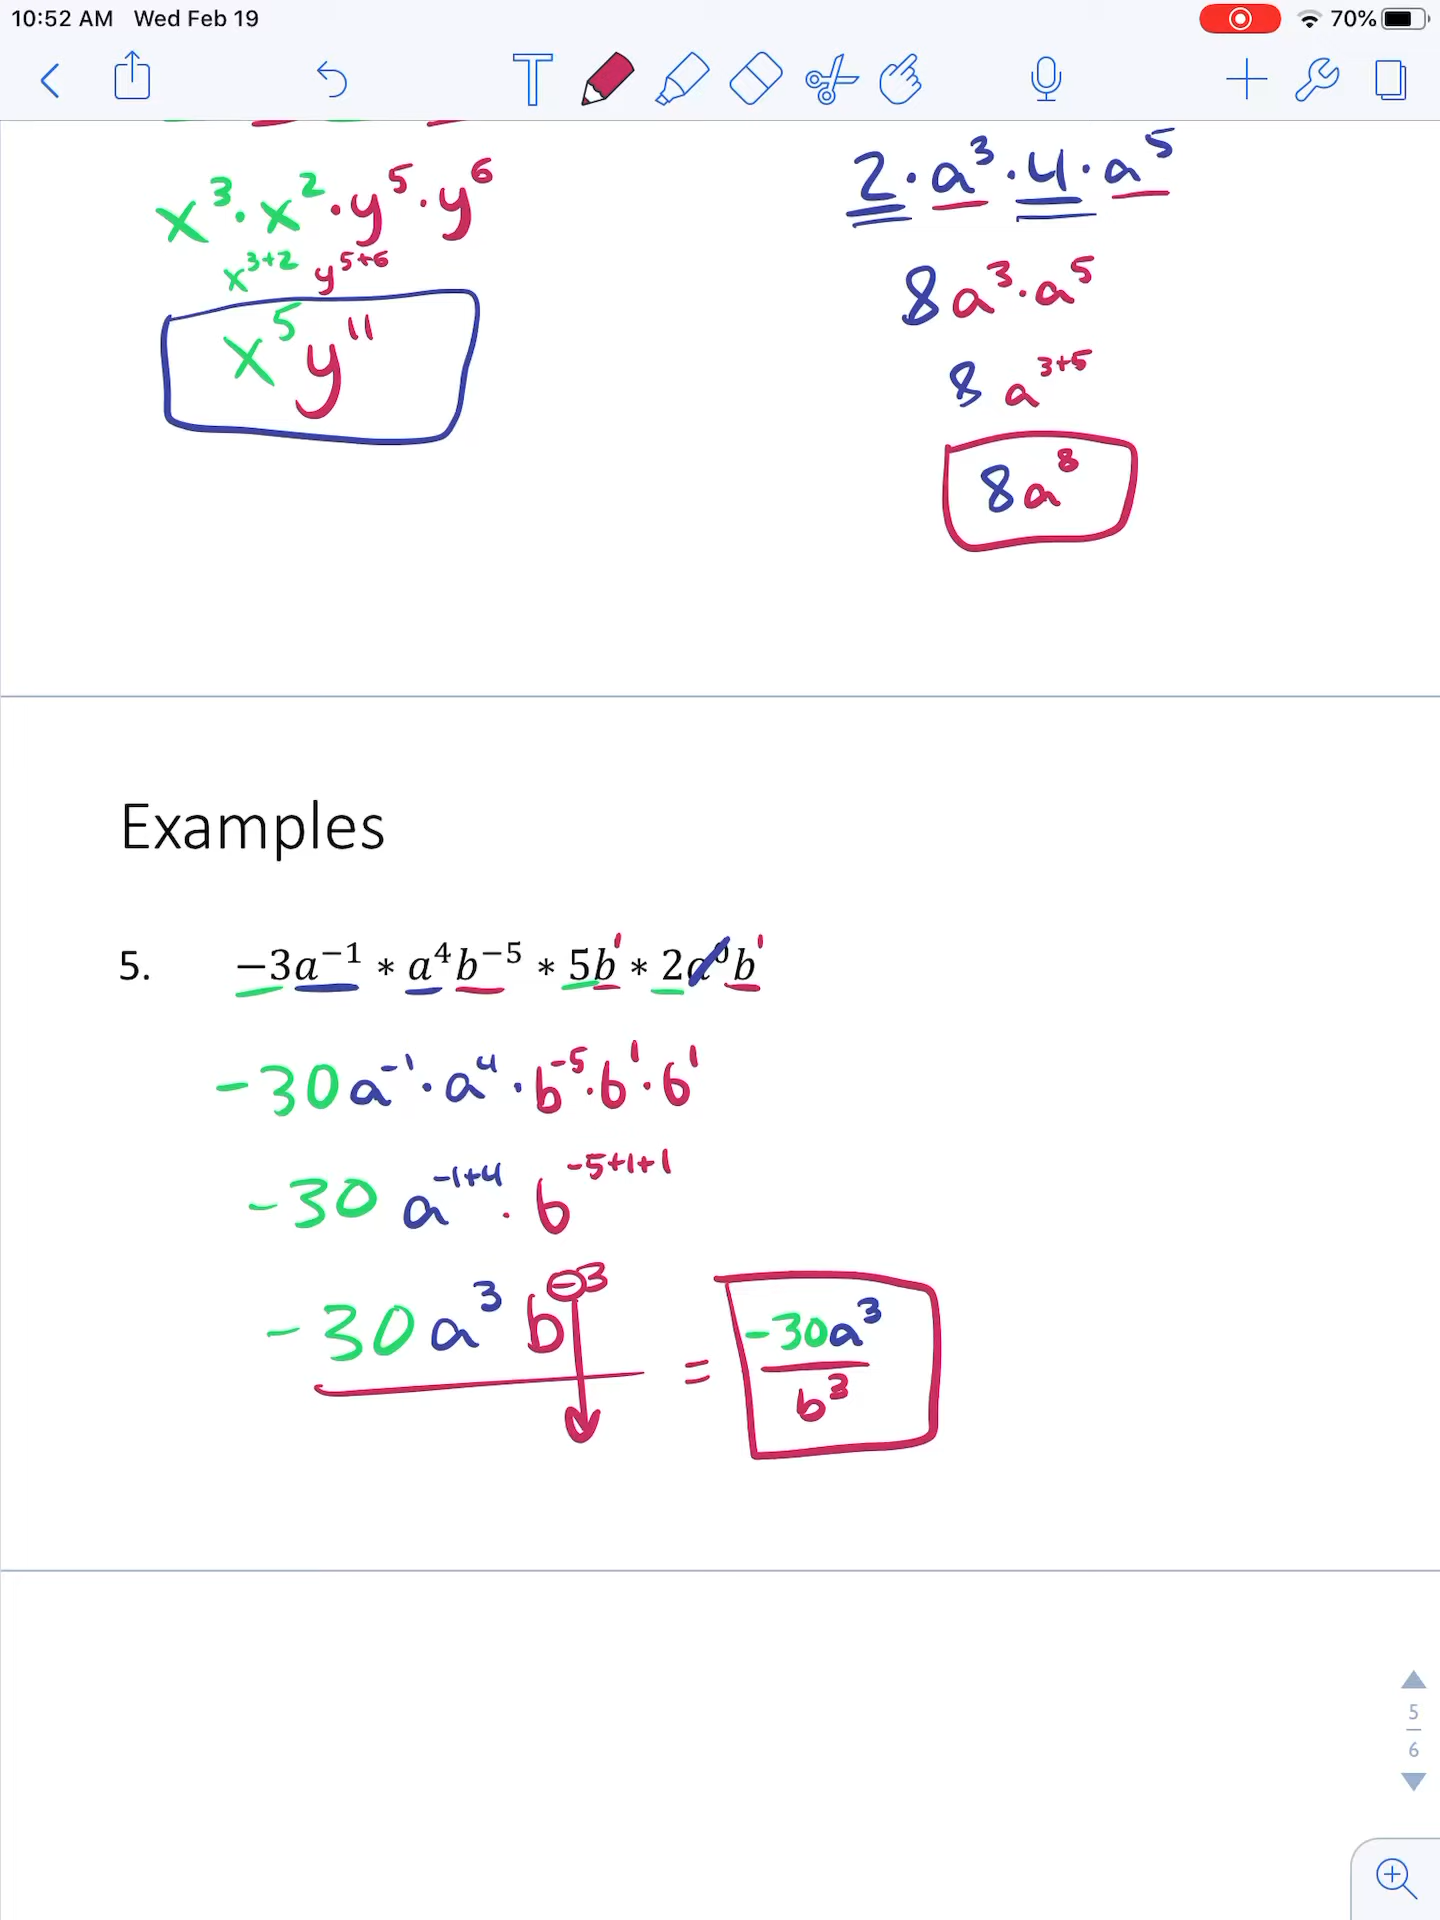 10:52 AM Wed Feb 19 70%
x³·x²·y⁵·y⁶
x³⁺² y⁵⁺⁶
x⁵y¹¹
2·a³·4·a⁵
8a³·a⁵
8 a³⁺⁵
8a⁸
Examples
5. −3a⁻¹ * a⁴b⁻⁵ * 5b¹ * 2a⁰b¹
-30a⁻¹·a⁴·b⁻⁵·b¹·b¹
-30 a⁻¹⁺⁴·b⁻⁵⁺¹⁺¹
-30a³b⁻³ = -30a³
b³
5
6